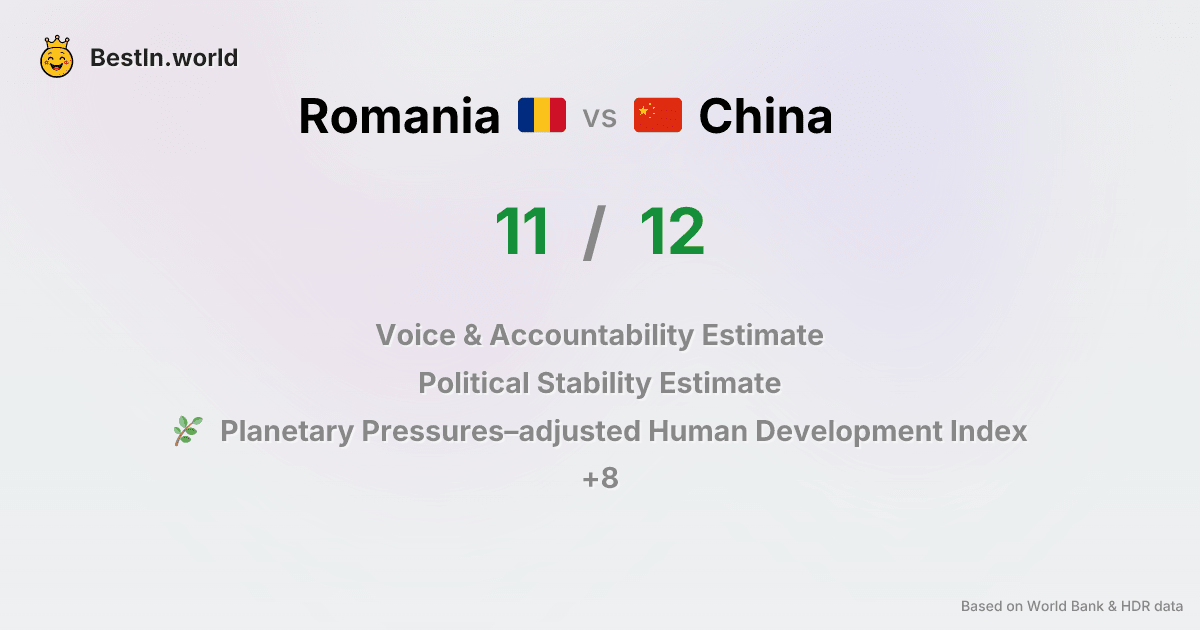 BestIn.world
Romania vs China
11 / 12
Voice & Accountability Estimate
Political Stability Estimate
Planetary Pressures–adjusted Human Development Index
+8
Based on World Bank & HDR data